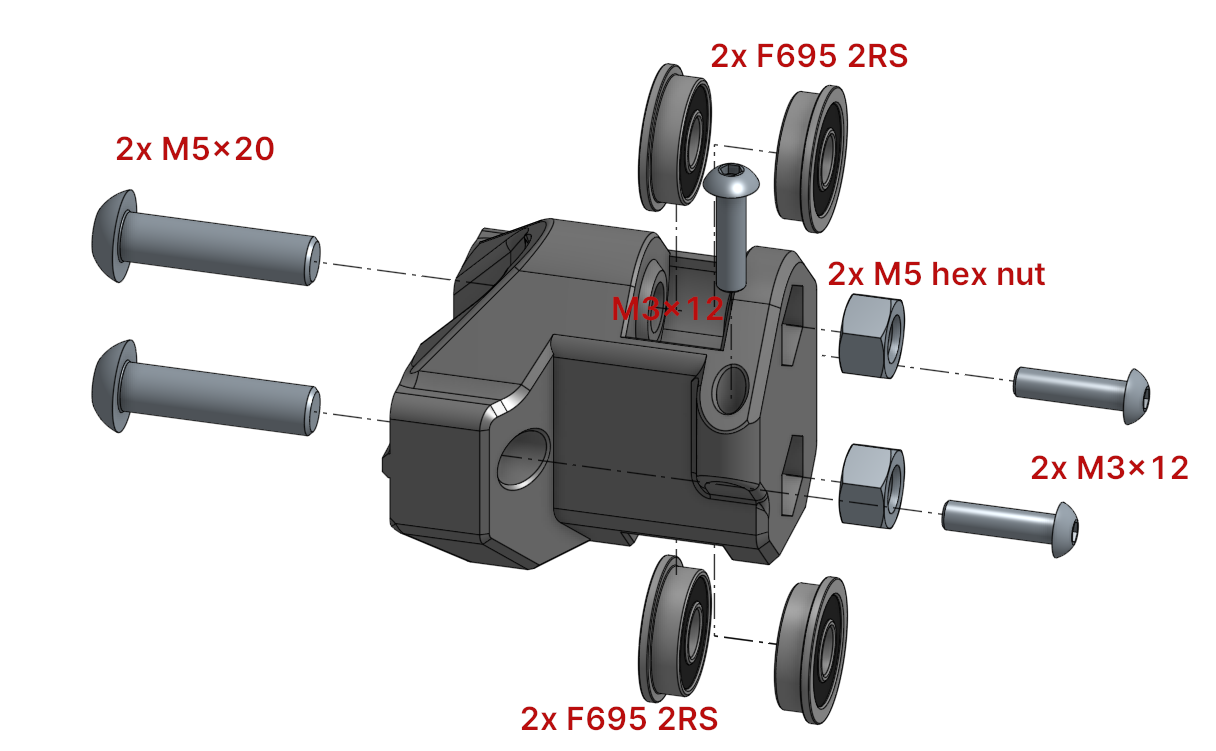 2x F695 2RS
2x M5×20
2x M5 hex nut
M3×12
2x M3×12
2x F695 2RS